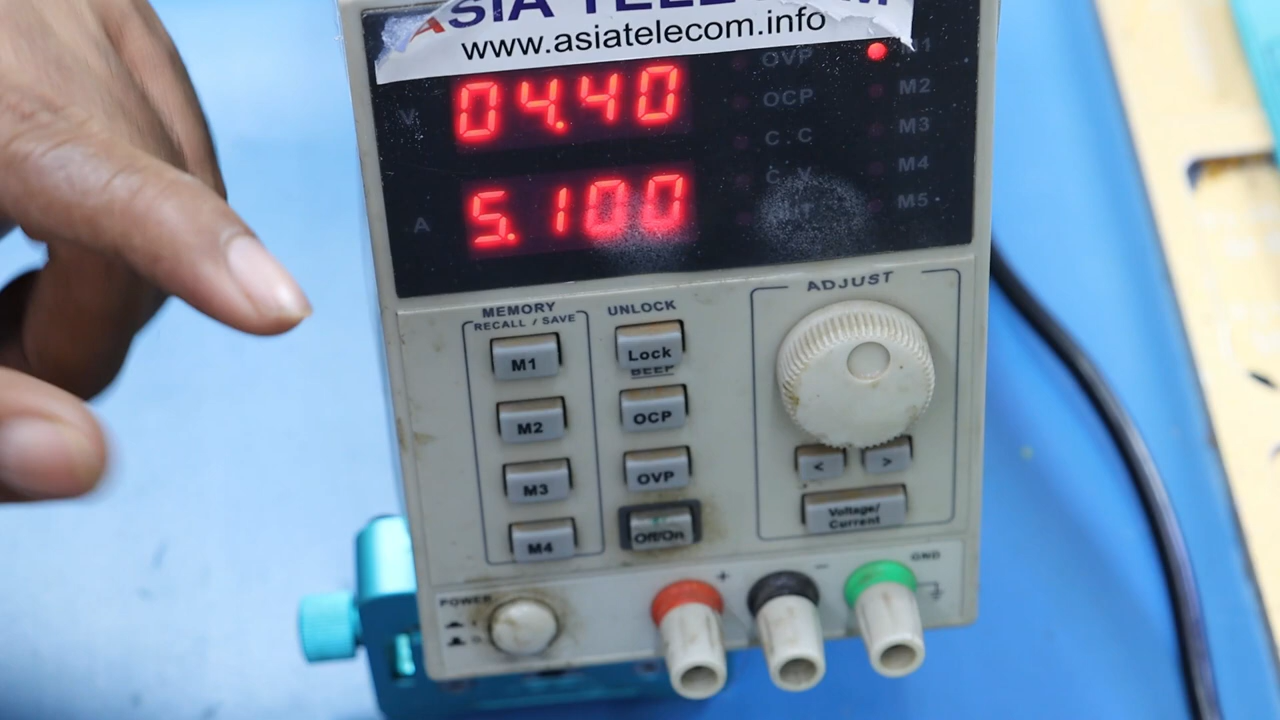 ASIA TELECOM
www.asiatelecom.info
OVP
M1
V
04.40
OCP
M2
C.C
M3
A
5.100
C.V
M4
M5
MEMORY
RECALL / SAVE
UNLOCK
ADJUST
M1
Lock
BEEP
M2
OCP
M3
OVP
< >
M4
Off/On
Voltage/
Current
POWER
+
−
GND